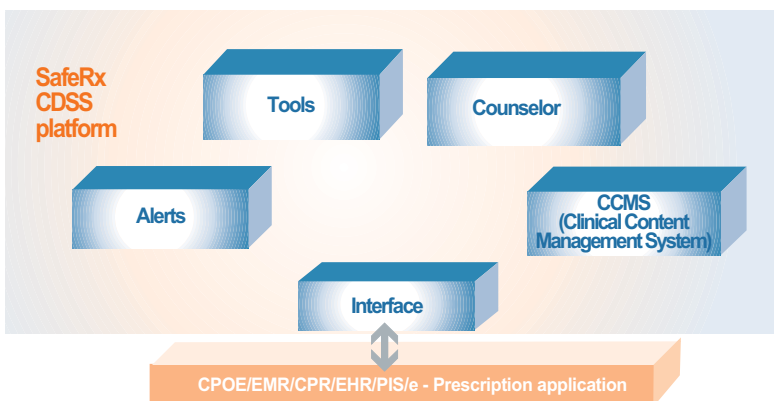 SafeRx
CDSS
platform
Tools
Counselor
Alerts
CCMS
(Clinical Content
Management System)
Interface
CPOE/EMR/CPR/EHR/PIS/e - Prescription application